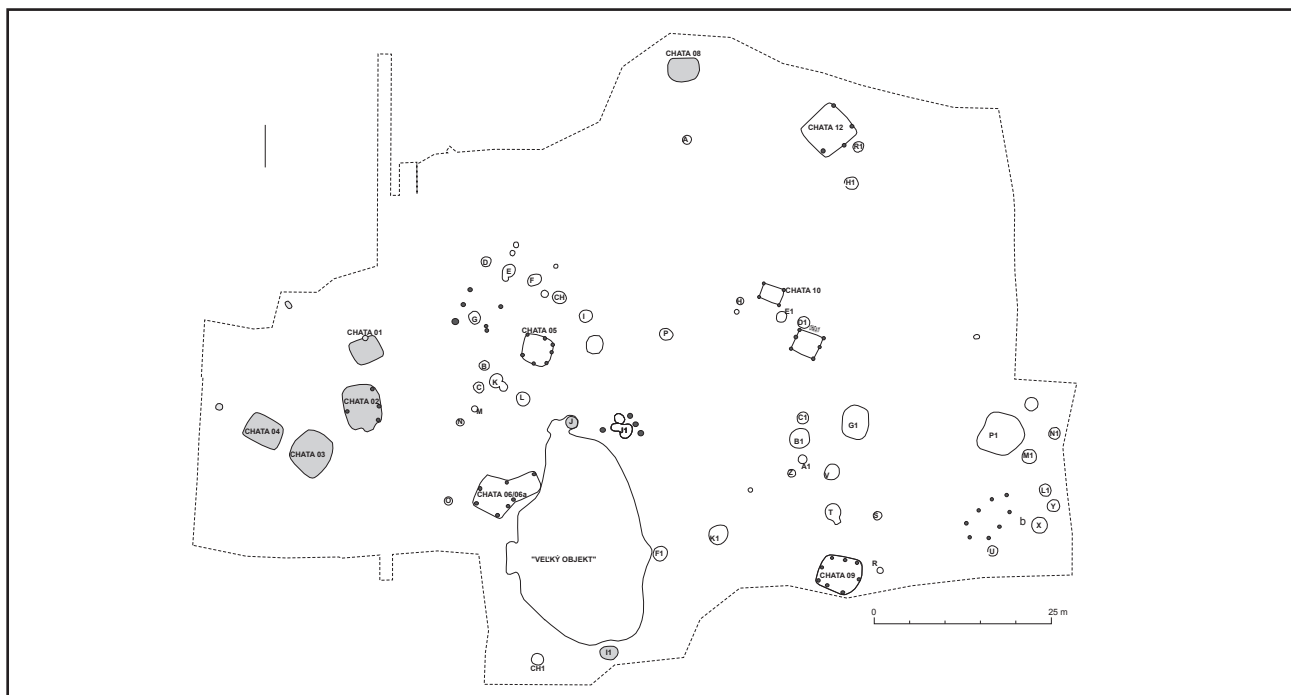 CHATA 08
CHATA 12
A
R1
H1
D
E
F
CH
CHATA 10
H
E1
G
I
D1
CHATA 01
CHATA 05
P
B
K
C
L
CHATA 02
M
N
J
I1
C1
G1
CHATA 04
CHATA 03
B1
P1
N1
M1
A1
Z
V
CHATA 06/06a
O
L1
Y
T
S
b
X
K1
U
"VEĽKÝ OBJEKT"
F1
R
CHATA 09
0
25 m
I1
CH1